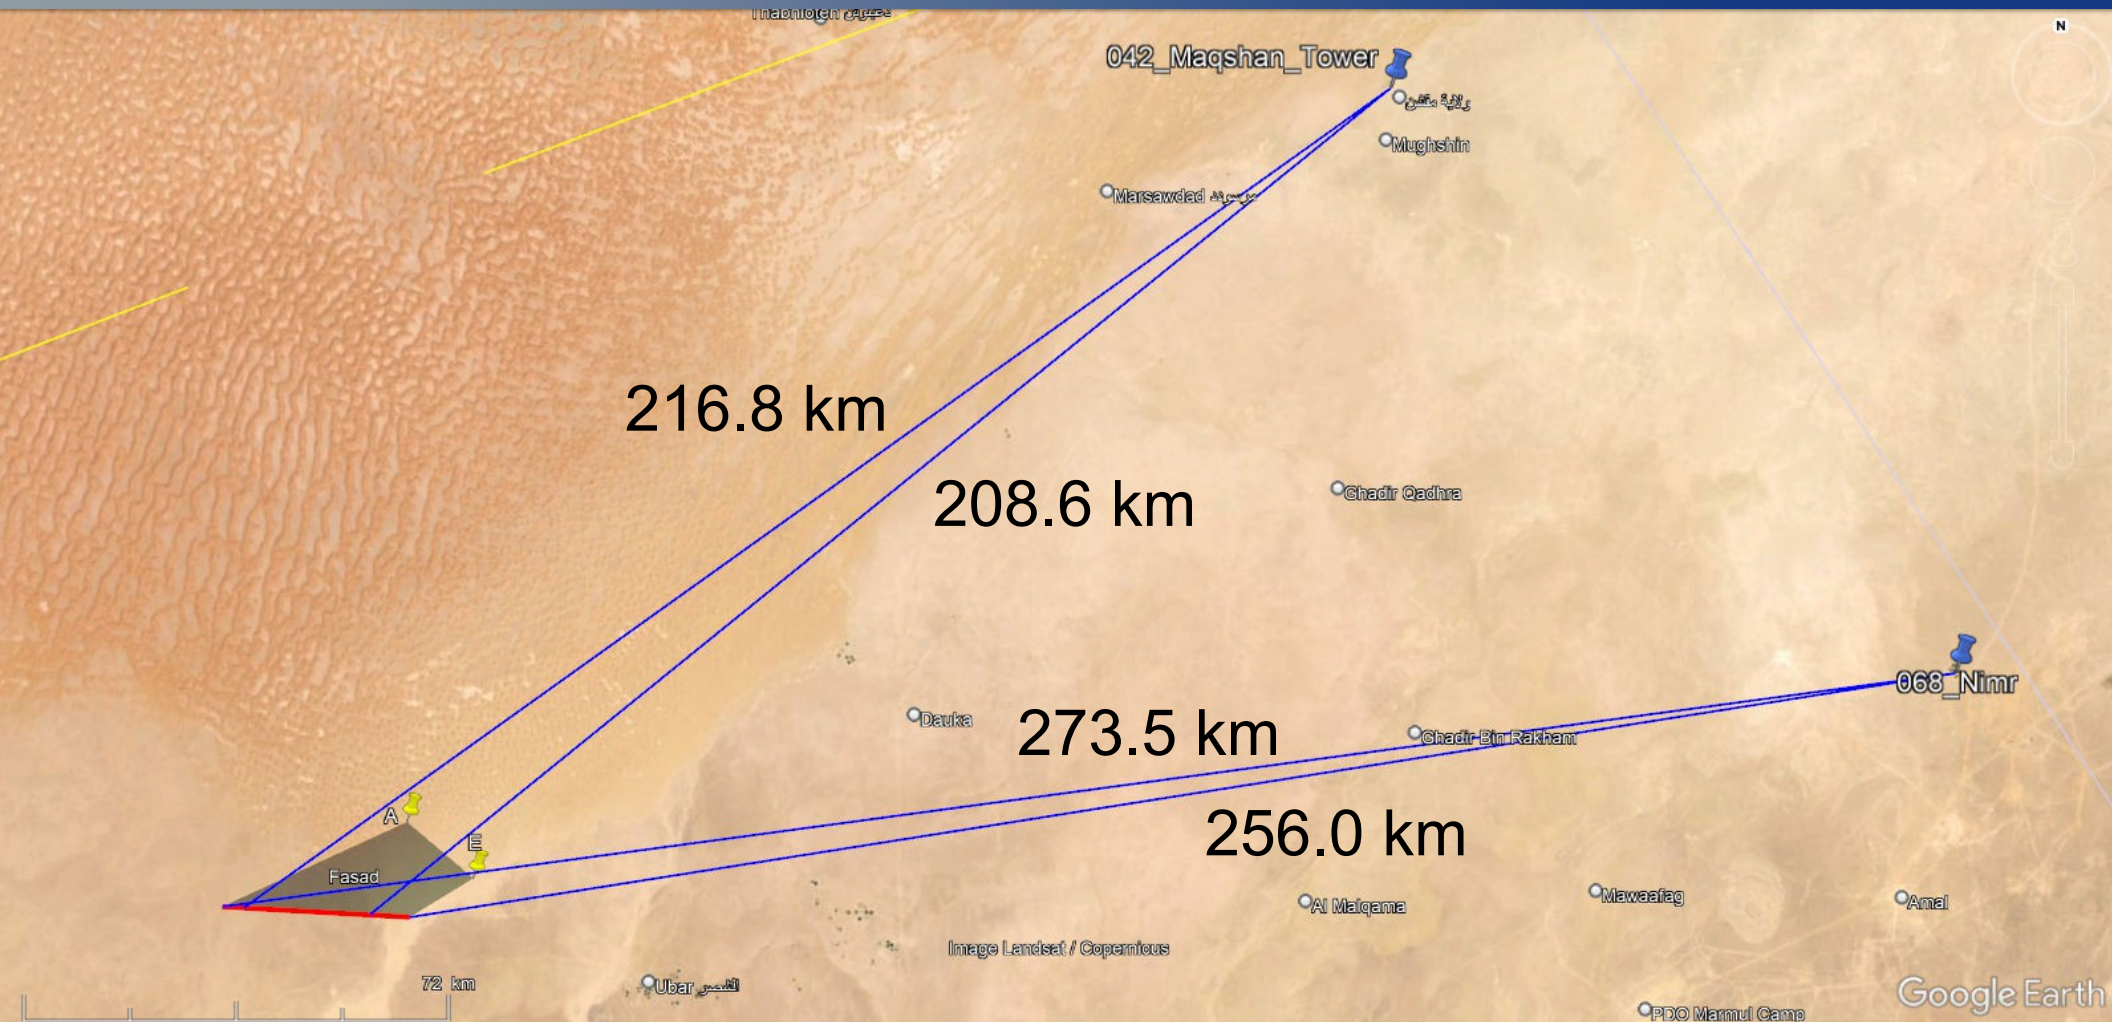 N
042_Maqshan_Tower
ولاية مقشن
Mughshin
Marsawdad
216.8 km
208.6 km
Ghadir Qadhra
068_Nimr
Dauka
273.5 km
Ghadir Bin Rakham
256.0 km
A
E
Fasad
Al Malqama
Mawaafag
Amal
Image Landsat / Copernicus
72 km
Ubar
Google Earth
PDO Marmul Camp